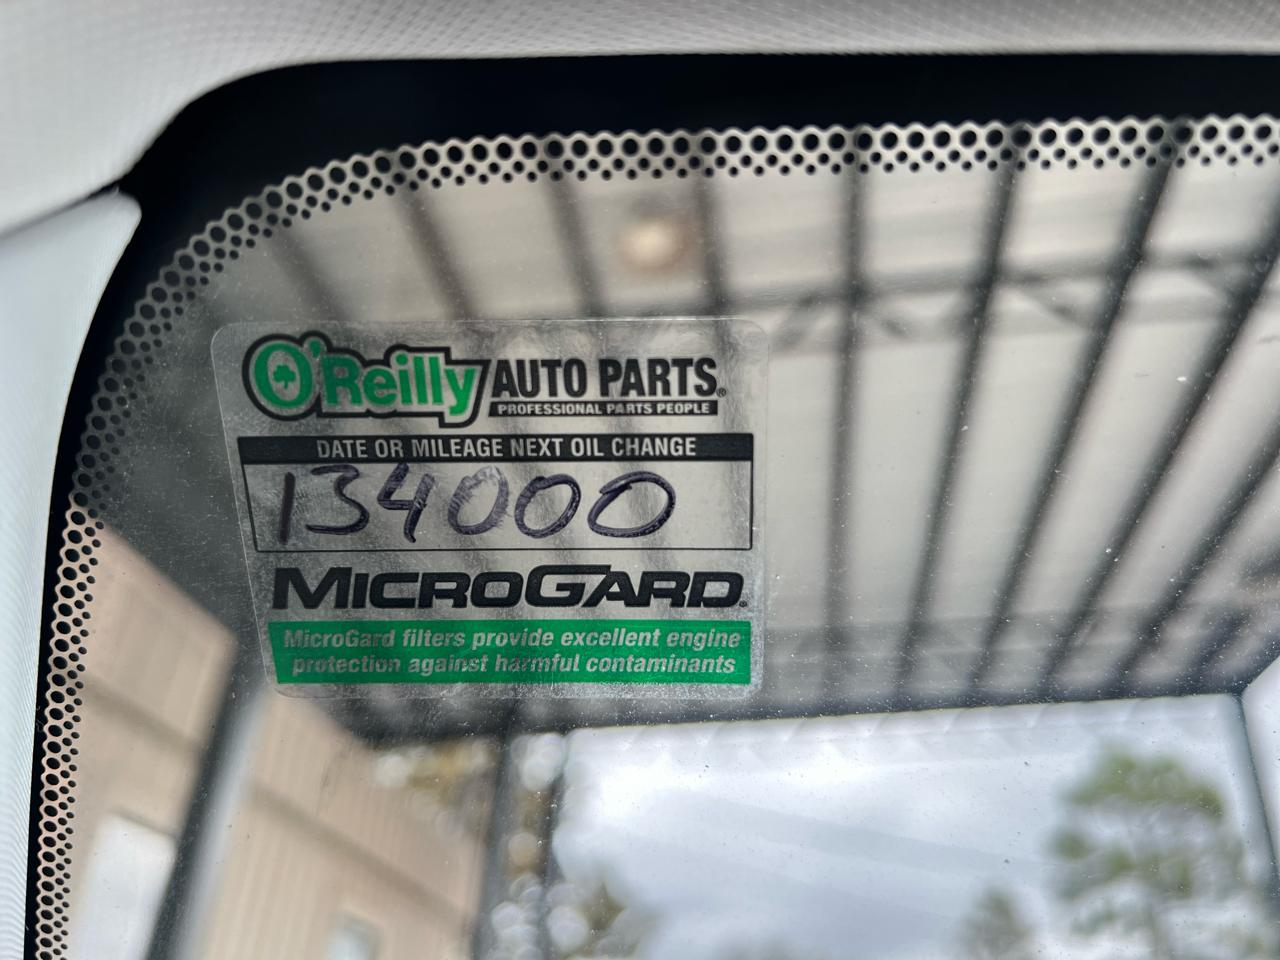 O'Reilly AUTO PARTS®
PROFESSIONAL PARTS PEOPLE
DATE OR MILEAGE NEXT OIL CHANGE
134000
MICROGARD®
MicroGard filters provide excellent engine
protection against harmful contaminants